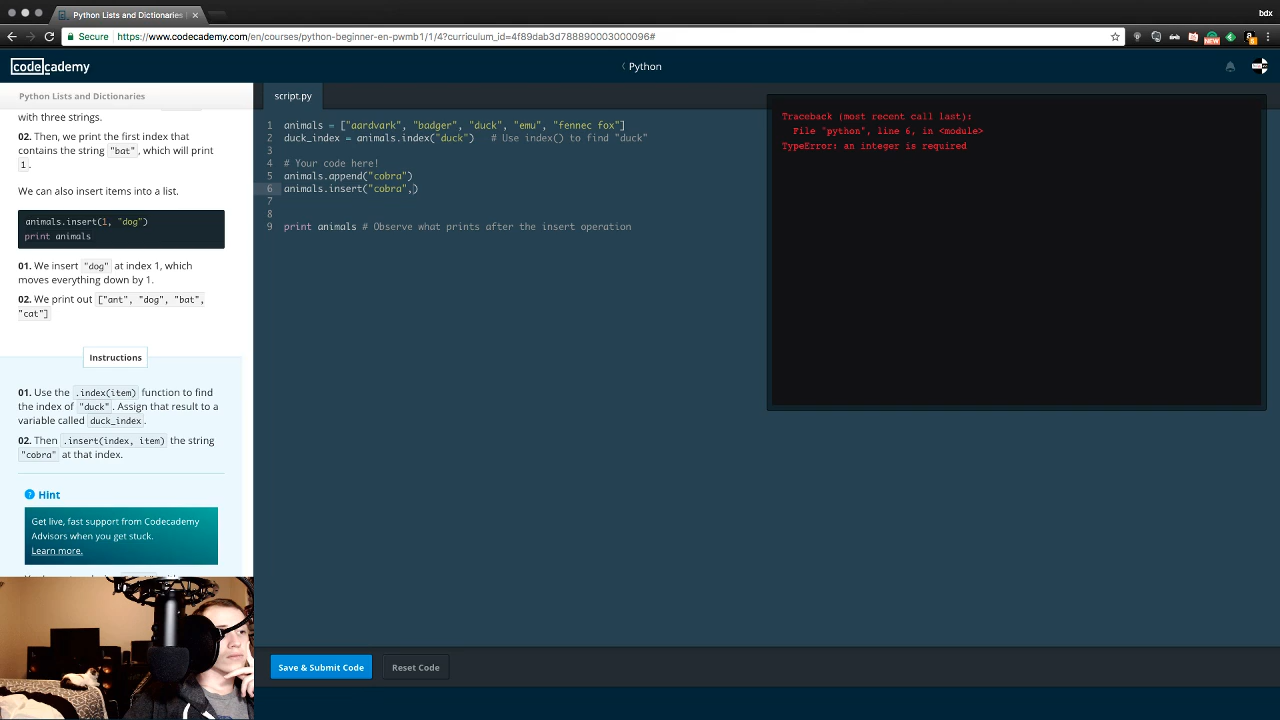 Python Lists and Dictionaries
bdx
Secure
https://www.codecademy.com/en/courses/python-beginner-en-pwmb1/1/4?curriculum_id=4f89dab3d788890003000096#
NEW
codecademy
Python
Python Lists and Dictionaries
script.py
with three strings.
02. Then, we print the first index that
contains the string "bat", which will print
1.
We can also insert items into a list.
animals.insert(1, "dog")
print animals
01. We insert "dog" at index 1, which
moves everything down by 1.
02. We print out ["ant", "dog", "bat",
"cat"]
Instructions
01. Use the .index(item) function to find
the index of "duck". Assign that result to a
variable called duck_index.
02. Then .insert(index, item) the string
"cobra" at that index.
Hint
Get live, fast support from Codecademy
Advisors when you get stuck.
Learn more.
1 animals = ["aardvark", "badger", "duck", "emu", "fennec fox"]
2 duck_index = animals.index("duck") # Use index() to find "duck"
3
4 # Your code here!
5 animals.append("cobra")
6 animals.insert("cobra",)
7
8
9 print animals # Observe what prints after the insert operation
Traceback (most recent call last):
File "python", line 6, in <module>
TypeError: an integer is required
Save & Submit Code
Reset Code